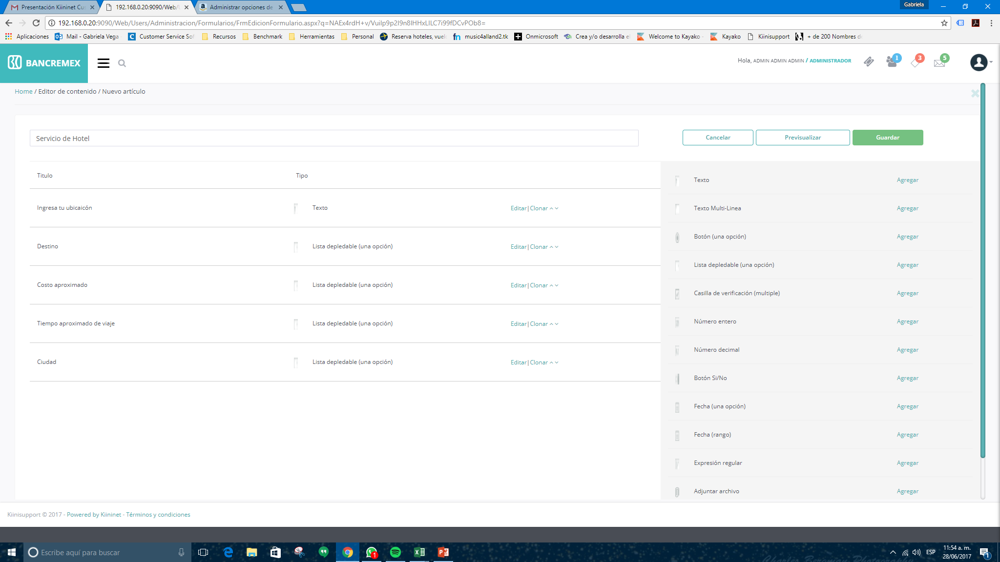 Gabriela
Presentación Kiininet Cus
192.168.0.20:9090/Web/U
Administrar opciones de
192.168.0.20:9090/Web/Users/Administracion/Formularios/FrmEdicionFormulario.aspx?q=NAEx4rdH+v/Vuilp9p2I9n8IHHxLILC7i99fDCvPOb8=
Aplicaciones
Mail - Gabriela Vega
Customer Service Sof
Recursos
Benchmark
Herramientas
Personal
Reserva hoteles, vuel
music4alland2.tk
Onmicrosoft
Crea y/o desarrolla el
Welcome to Kayako -
Kayako
Kiinisupport
+ de 200 Nombres de
BANCREMEX
Hola, ADMIN ADMIN ADMIN / ADMINISTRADOR
1
3
5
Home / Editor de contenido / Nuevo artículo
Servicio de Hotel
Cancelar
Previsualizar
Guardar
Titulo
Tipo
Ingresa tu ubicaicón
Texto
Editar|Clonar
Destino
Lista depledable (una opción)
Editar|Clonar
Costo aproximado
Lista depledable (una opción)
Editar|Clonar
Tiempo aproximado de viaje
Lista depledable (una opción)
Editar|Clonar
Ciudad
Lista depledable (una opción)
Editar|Clonar
Texto
Agregar
Texto Multi-Linea
Agregar
Botón (una opción)
Agregar
Lista depledable (una opción)
Agregar
Casilla de verificación (multiple)
Agregar
Número entero
Agregar
Número decimal
Agregar
Botón Si/No
Agregar
Fecha (una opción)
Agregar
Fecha (rango)
Agregar
Expresión regular
Agregar
Adjuntar archivo
Agregar
Kiinisupport © 2017 - Powered by Kiininet - Términos y condiciones
Escribe aquí para buscar
1
ESP
11:54 a. m.
28/06/2017
1